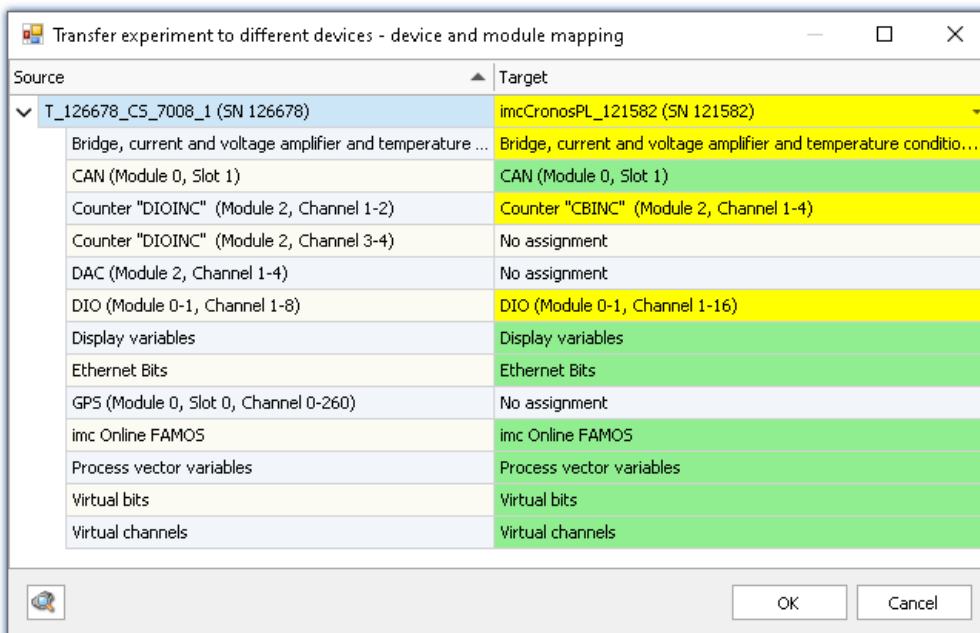 Transfer experiment to different devices - device and module mapping
Source Target
T_126678_CS_7008_1 (SN 126678) imcCronosPL_121582 (SN 121582)
Bridge, current and voltage amplifier and temperature ... Bridge, current and voltage amplifier and temperature conditio...
CAN (Module 0, Slot 1) CAN (Module 0, Slot 1)
Counter "DIOINC" (Module 2, Channel 1-2) Counter "CBINC" (Module 2, Channel 1-4)
Counter "DIOINC" (Module 2, Channel 3-4) No assignment
DAC (Module 2, Channel 1-4) No assignment
DIO (Module 0-1, Channel 1-8) DIO (Module 0-1, Channel 1-16)
Display variables Display variables
Ethernet Bits Ethernet Bits
GPS (Module 0, Slot 0, Channel 0-260) No assignment
imc Online FAMOS imc Online FAMOS
Process vector variables Process vector variables
Virtual bits Virtual bits
Virtual channels Virtual channels
OK Cancel